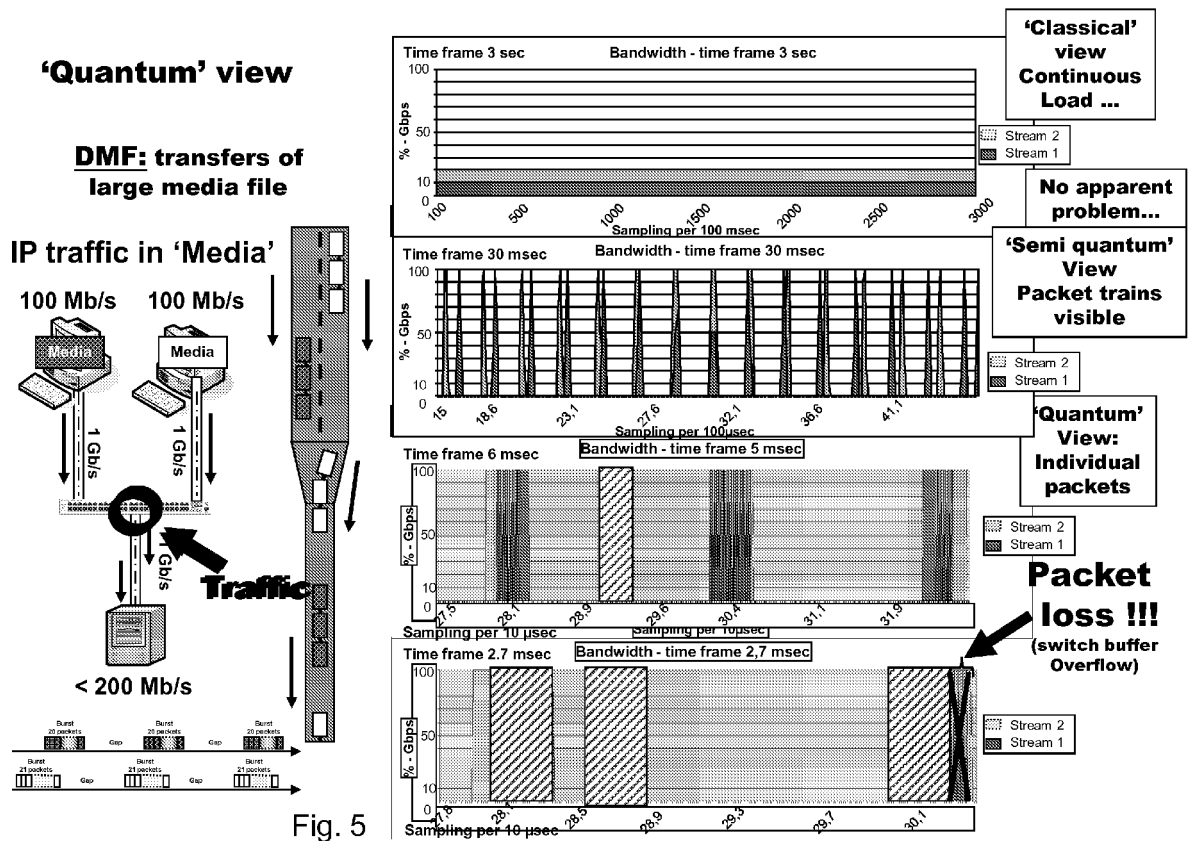 ‘Quantum’ view
DMF: transfers of
large media file
IP traffic in ‘Media’
100 Mb/s 100 Mb/s
Media Media
1 Gb/s 1 Gb/s
1 Gb/s
Traffic
< 200 Mb/s
Burst Burst Burst
20 packets 20 packets 20 packets
Gap Gap
Burst Burst Burst
21 packets 21 packets 21 packets
Gap Gap
Fig. 5
Time frame 3 sec Bandwidth - time frame 3 sec
% - Gbps
100
50
10
0
100 500 1000 1500 2000 2500 3000
Sampling per 100 msec
Stream 2
Stream 1
‘Classical’
view
Continuous
Load ...
No apparent
problem...
Time frame 30 msec Bandwidth - time frame 30 msec
% - Gbps
100
50
10
0
15 18,6 23,1 27,6 32,1 36,6 41,1
Sampling per 100µsec
Stream 2
Stream 1
‘Semi quantum’
View
Packet trains
visible
Time frame 6 msec Bandwidth - time frame 5 msec
% - Gbps
100
50
10
0
27,5 28,1 28,9 29,6 30,4 31,1 31,9
Sampling per 10 µsec Sampling per 10µsec
Stream 2
Stream 1
‘Quantum’
View:
Individual
packets
Time frame 2.7 msec Bandwidth - time frame 2,7 msec
% - Gbps
100
50
10
0
27,8 28,1 28,5 28,9 29,3 29,7 30,1
Sampling per 10 µsec
Stream 2
Stream 1
Packet
loss !!!
(switch buffer
Overflow)